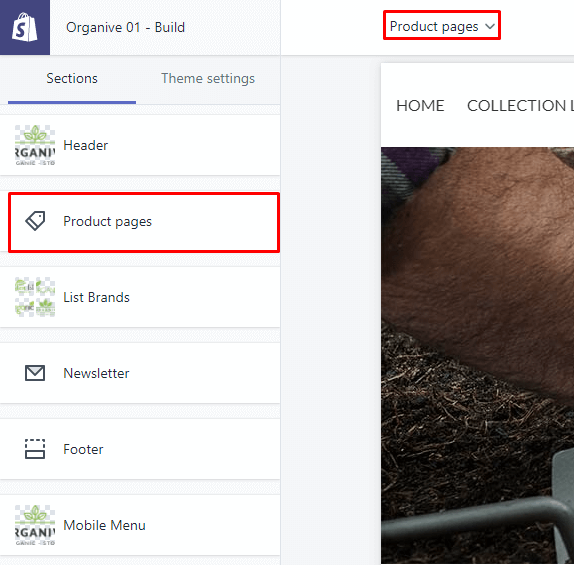 Organive 01 - Build
Product pages
Sections
Theme settings
HOME
COLLECTION
Header
Product pages
List Brands
Newsletter
Footer
Mobile Menu